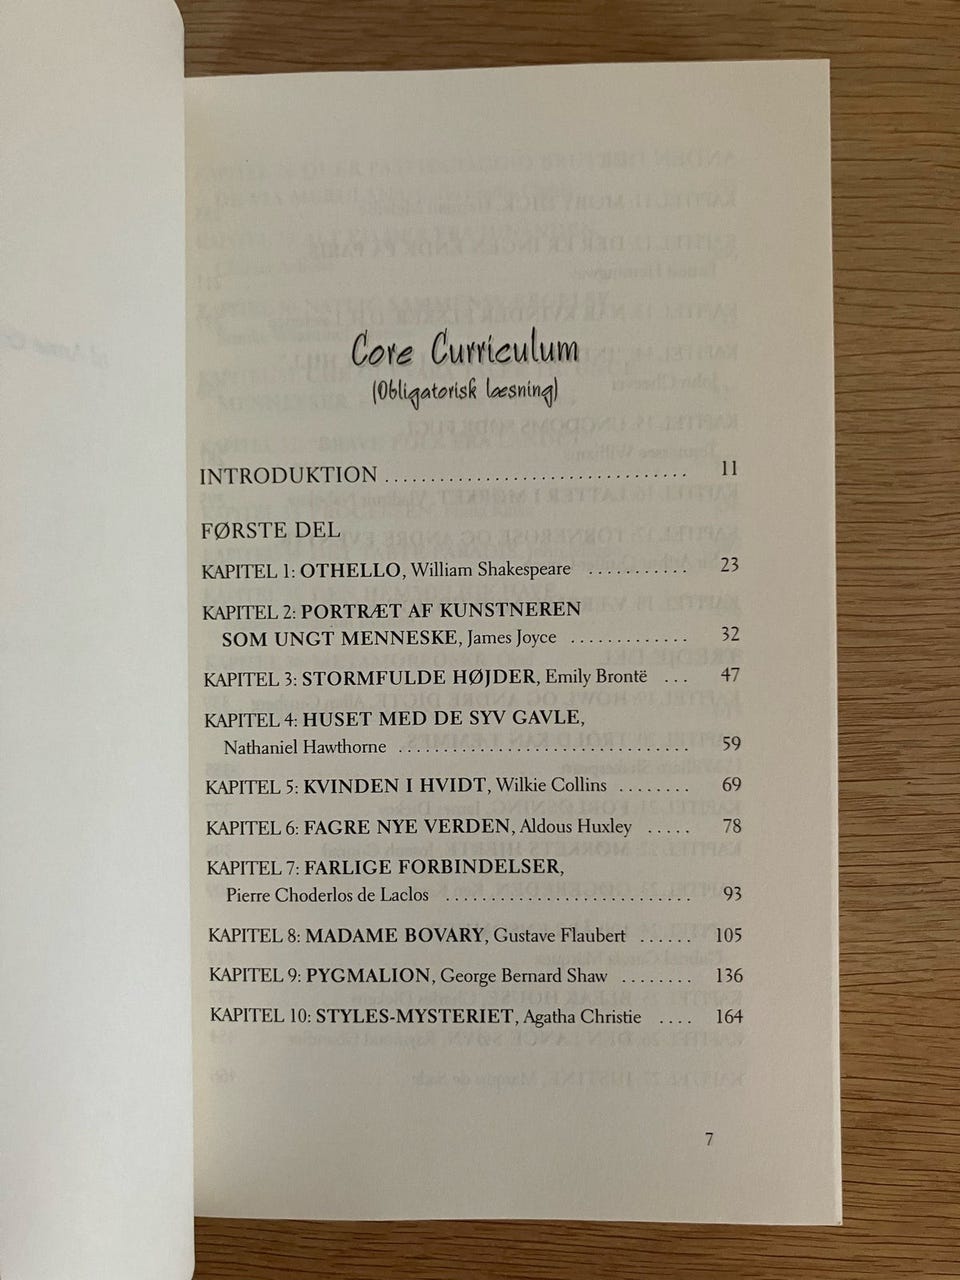 Core Curriculum
(Obligatorisk læsning)
INTRODUKTION ................................ 11
FØRSTE DEL
KAPITEL 1: OTHELLO, William Shakespeare ........... 23
KAPITEL 2: PORTRÆT AF KUNSTNEREN
SOM UNGT MENNESKE, James Joyce ............. 32
KAPITEL 3: STORMFULDE HØJDER, Emily Brontë ... 47
KAPITEL 4: HUSET MED DE SYV GAVLE,
Nathaniel Hawthorne ................................ 59
KAPITEL 5: KVINDEN I HVIDT, Wilkie Collins ........ 69
KAPITEL 6: FAGRE NYE VERDEN, Aldous Huxley ..... 78
KAPITEL 7: FARLIGE FORBINDELSER,
Pierre Choderlos de Laclos ........................... 93
KAPITEL 8: MADAME BOVARY, Gustave Flaubert ...... 105
KAPITEL 9: PYGMALION, George Bernard Shaw ........ 136
KAPITEL 10: STYLES-MYSTERIET, Agatha Christie .... 164
7